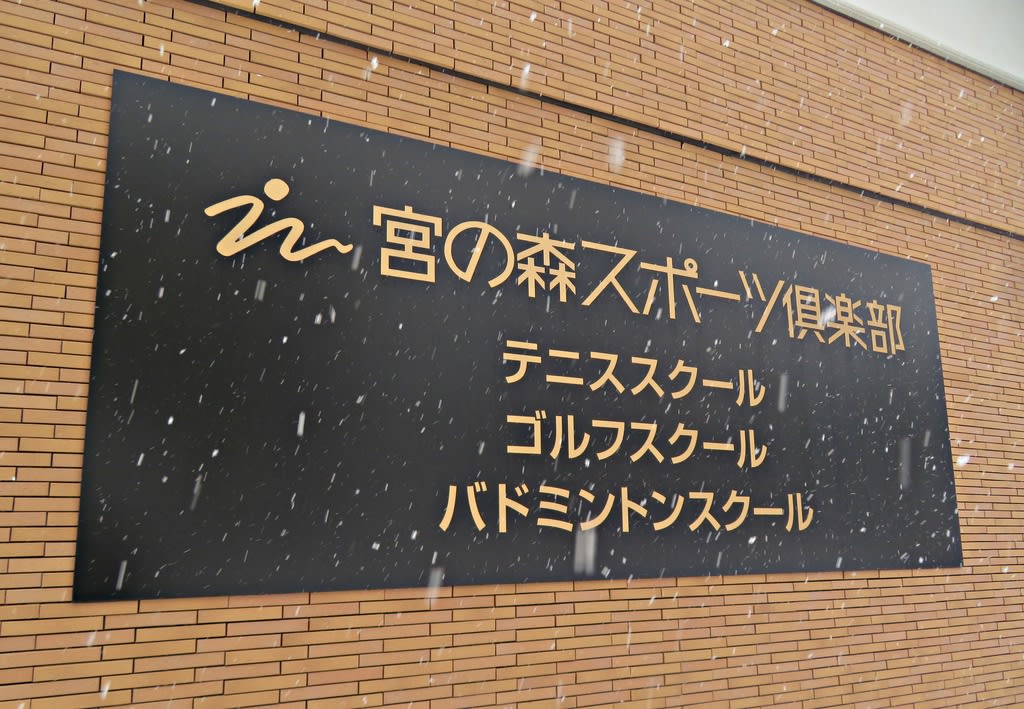 宮の森スポーツ倶楽部
テニススクール
ゴルフスクール
バドミントンスクール